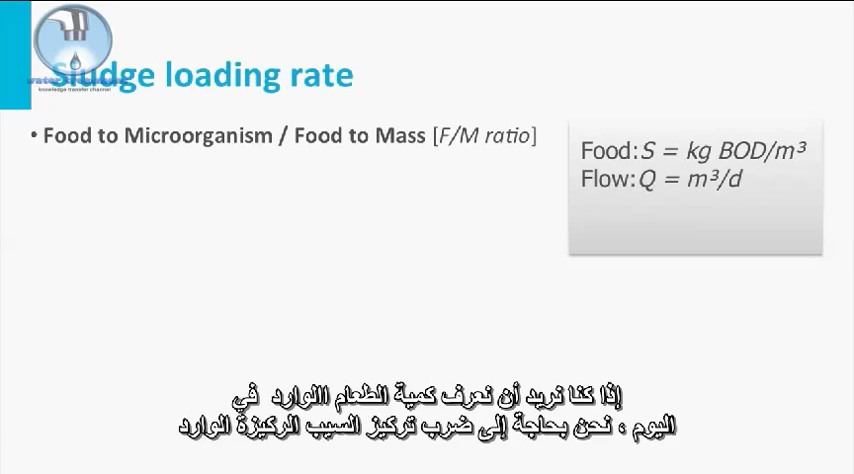 Sludge loading rate
knowledge transfer channel
• Food to Microorganism / Food to Mass [F/M ratio]
Food:S = kg BOD/m³
Flow:Q = m³/d
إذا كنا نريد أن نعرف كمية الطعام االوارد في
اليوم ، نحن بحاجة إلى ضرب تركيز السيب الركيزة الوارد